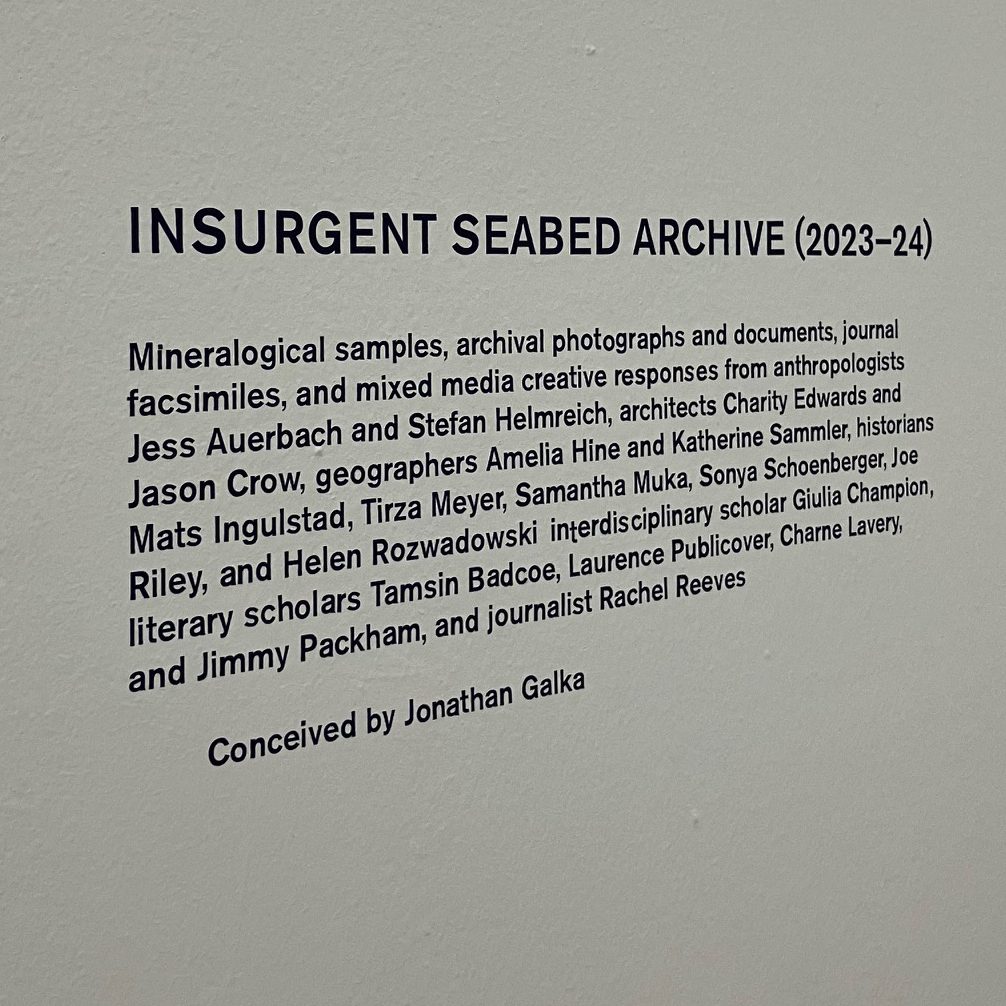 INSURGENT SEABED ARCHIVE (2023–24)
Mineralogical samples, archival photographs and documents, journal
facsimiles, and mixed media creative responses from anthropologists
Jess Auerbach and Stefan Helmreich, architects Charity Edwards and
Jason Crow, geographers Amelia Hine and Katherine Sammler, historians
Mats Ingulstad, Tirza Meyer, Samantha Muka, Sonya Schoenberger, Joe
Riley, and Helen Rozwadowski interdisciplinary scholar Giulia Champion,
literary scholars Tamsin Badcoe, Laurence Publicover, Charne Lavery,
and Jimmy Packham, and journalist Rachel Reeves
Conceived by Jonathan Galka